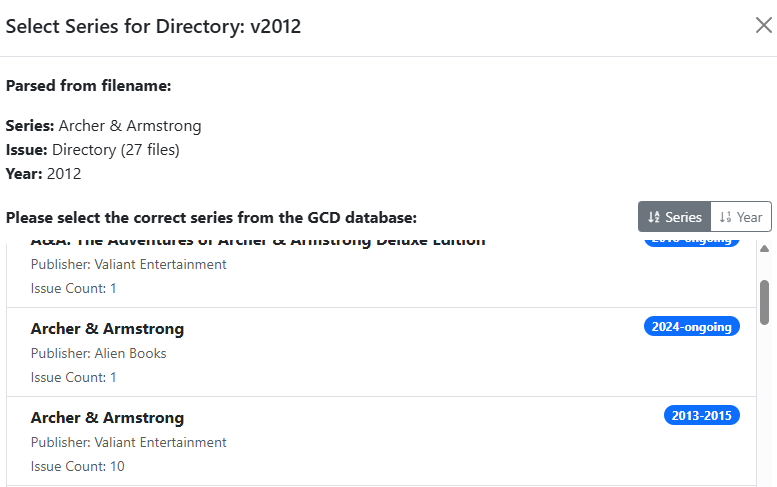 Select Series for Directory: v2012
Parsed from filename:
Series: Archer & Armstrong
Issue: Directory (27 files)
Year: 2012
Please select the correct series from the GCD database:
Series
Year
A&A: The Adventures of Archer & Armstrong Deluxe Edition
2018-ongoing
Publisher: Valiant Entertainment
Issue Count: 1
Archer & Armstrong
2024-ongoing
Publisher: Alien Books
Issue Count: 1
Archer & Armstrong
2013-2015
Publisher: Valiant Entertainment
Issue Count: 10